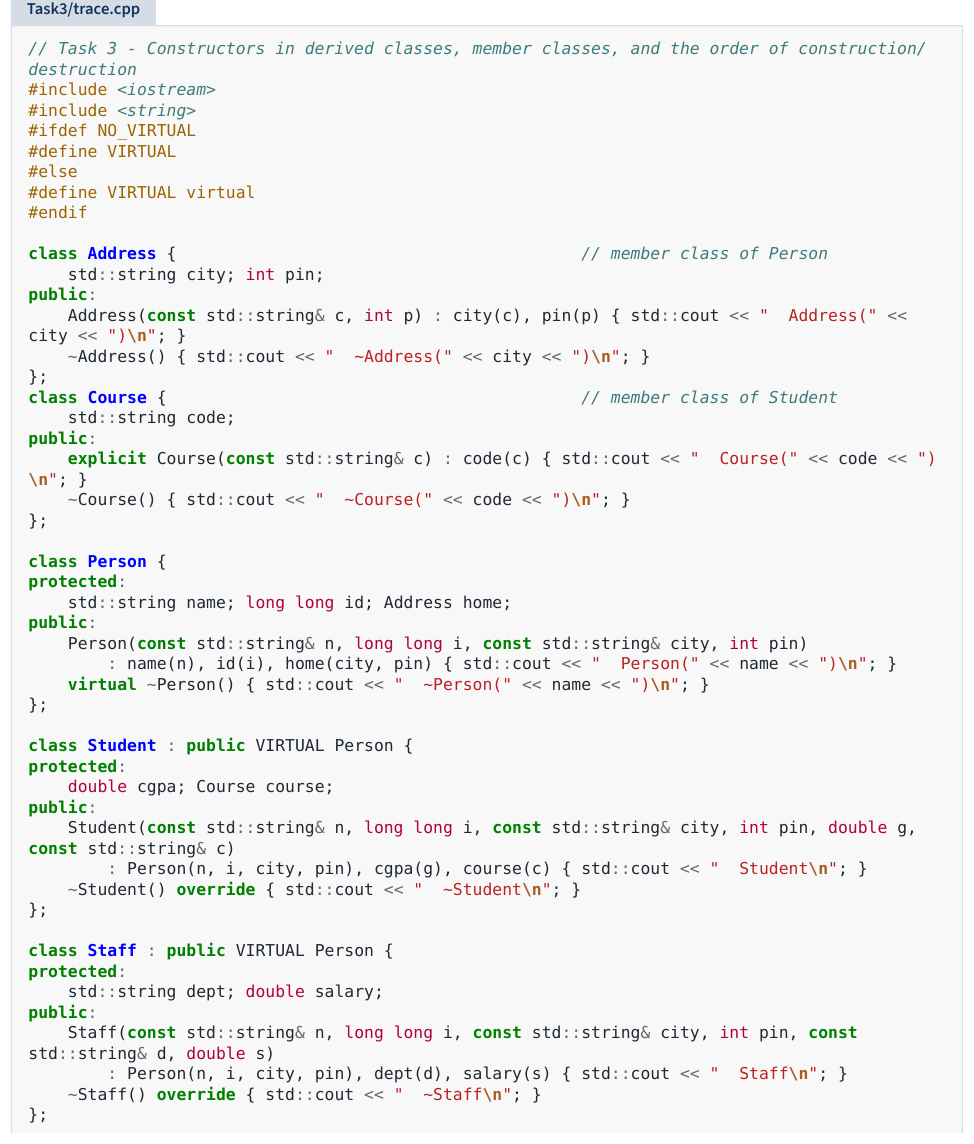 Task3/trace.cpp
// Task 3 - Constructors in derived classes, member classes, and the order of construction/
destruction
#include <iostream>
#include <string>
#ifdef NO_VIRTUAL
#define VIRTUAL
#else
#define VIRTUAL virtual
#endif

class Address {                                         // member class of Person
    std::string city; int pin;
public:
    Address(const std::string& c, int p) : city(c), pin(p) { std::cout << "  Address(" <<
city << ")\n"; }
    ~Address() { std::cout << "  ~Address(" << city << ")\n"; }
};
class Course {                                          // member class of Student
    std::string code;
public:
    explicit Course(const std::string& c) : code(c) { std::cout << "  Course(" << code << ")
\n"; }
    ~Course() { std::cout << "  ~Course(" << code << ")\n"; }
};

class Person {
protected:
    std::string name; long long id; Address home;
public:
    Person(const std::string& n, long long i, const std::string& city, int pin)
        : name(n), id(i), home(city, pin) { std::cout << "  Person(" << name << ")\n"; }
    virtual ~Person() { std::cout << "  ~Person(" << name << ")\n"; }
};

class Student : public VIRTUAL Person {
protected:
    double cgpa; Course course;
public:
    Student(const std::string& n, long long i, const std::string& city, int pin, double g,
const std::string& c)
        : Person(n, i, city, pin), cgpa(g), course(c) { std::cout << "  Student\n"; }
    ~Student() override { std::cout << "  ~Student\n"; }
};

class Staff : public VIRTUAL Person {
protected:
    std::string dept; double salary;
public:
    Staff(const std::string& n, long long i, const std::string& city, int pin, const
std::string& d, double s)
        : Person(n, i, city, pin), dept(d), salary(s) { std::cout << "  Staff\n"; }
    ~Staff() override { std::cout << "  ~Staff\n"; }
};